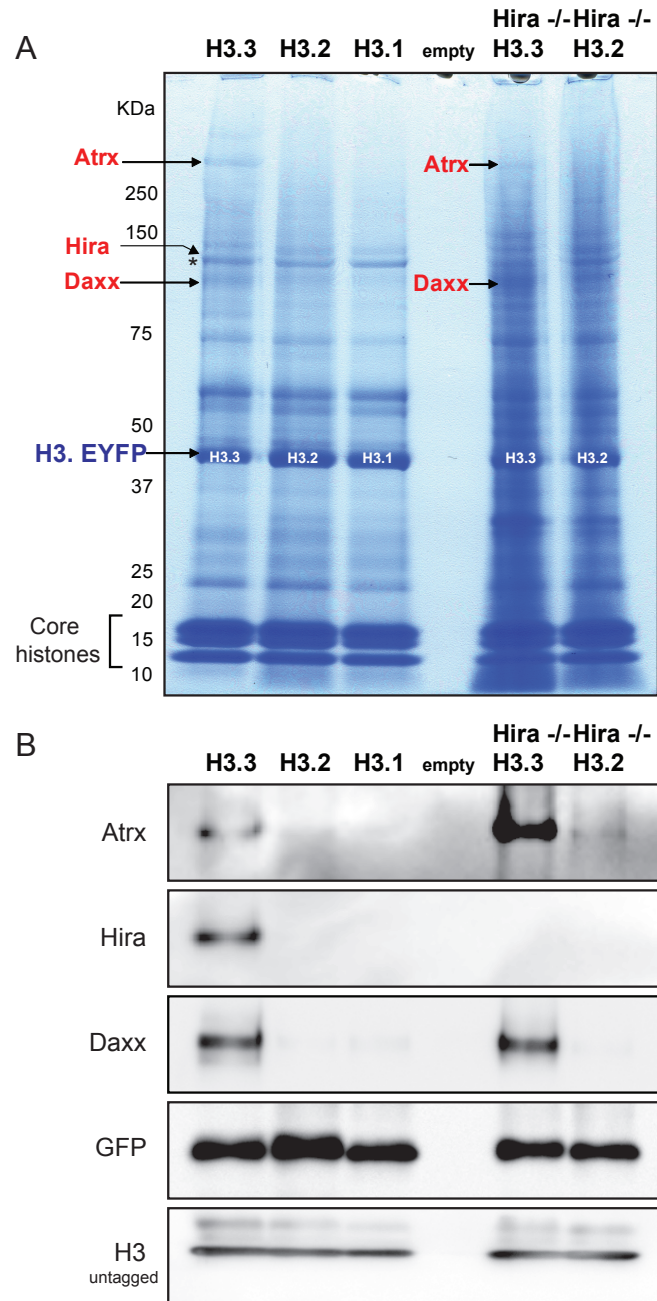 A
H3.3 H3.2 H3.1 empty Hira -/- H3.3 Hira -/- H3.2
KDa
Atrx
Atrx
250
150
Hira
*
Daxx
Daxx
75
50
H3. EYFP
H3.3 H3.2 H3.1 H3.3 H3.2
37
25
20
Core histones
15
10
B
H3.3 H3.2 H3.1 empty Hira -/- H3.3 Hira -/- H3.2
Atrx
Hira
Daxx
GFP
H3
untagged